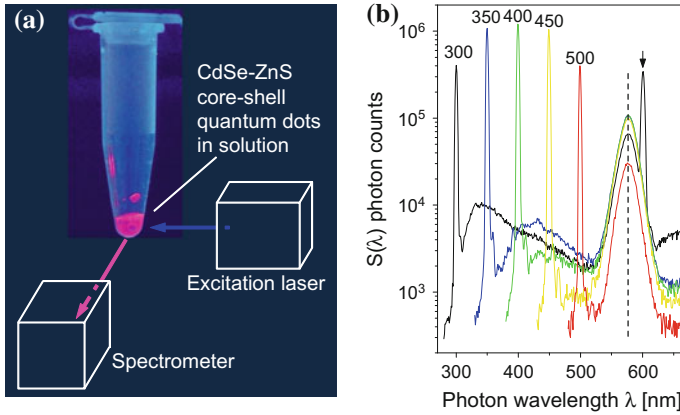 (a)
CdSe-ZnS
core-shell
quantum dots
in solution
Excitation laser
Spectrometer
(b)
S(λ) photon counts
10⁶
10⁵
10⁴
10³
300
350
400
450
500
300 400 500 600
Photon wavelength λ [nm]